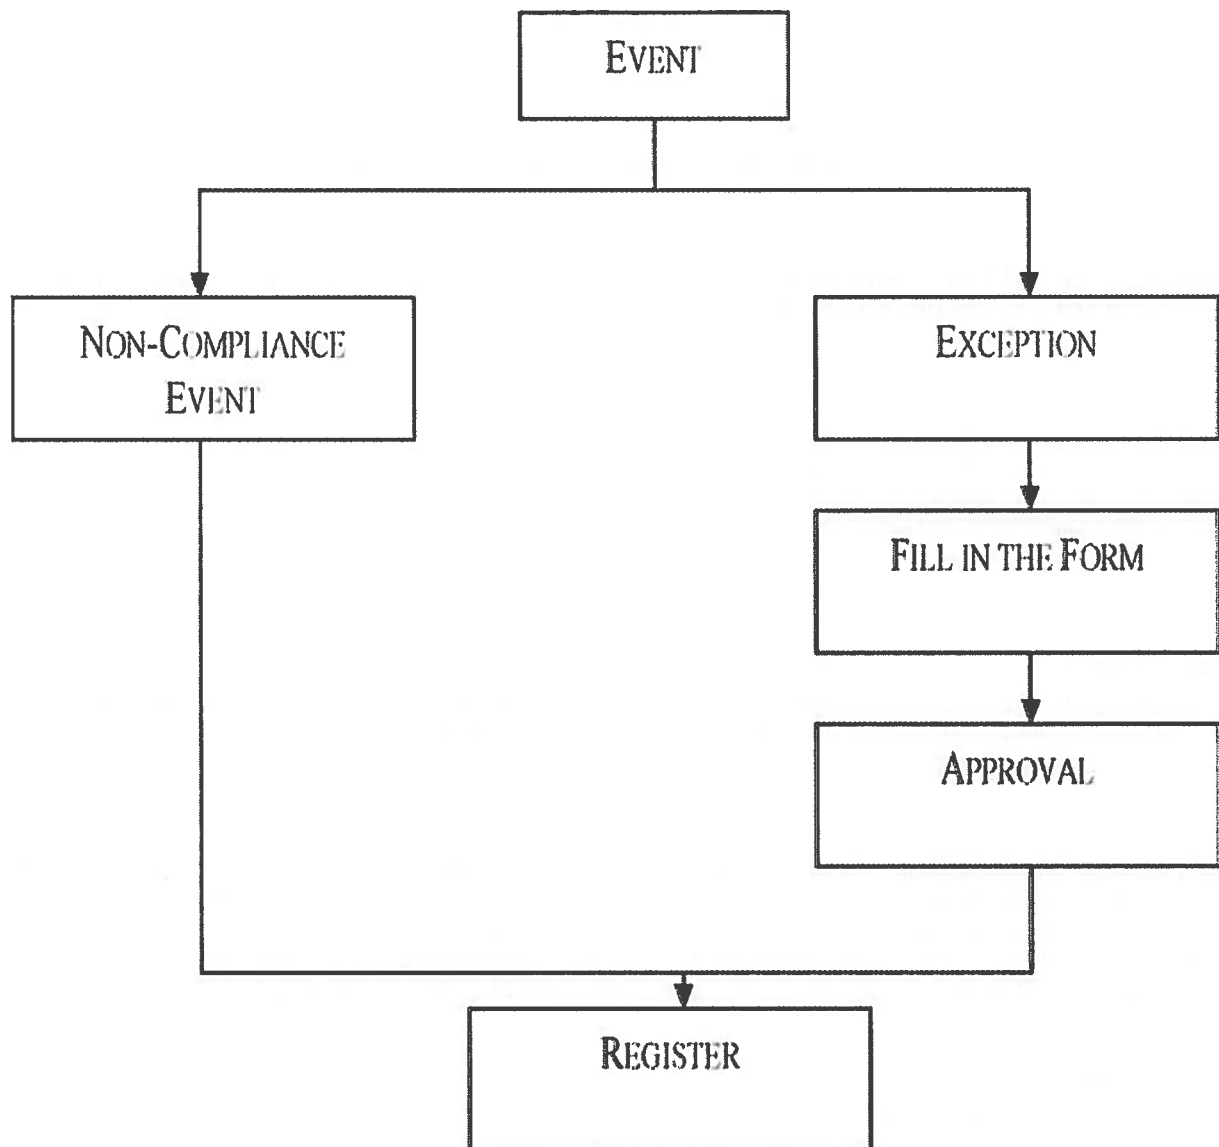 EVENT
NON-COMPLIANCE
EVENT
EXCEPTION
FILL IN THE FORM
APPROVAL
REGISTER